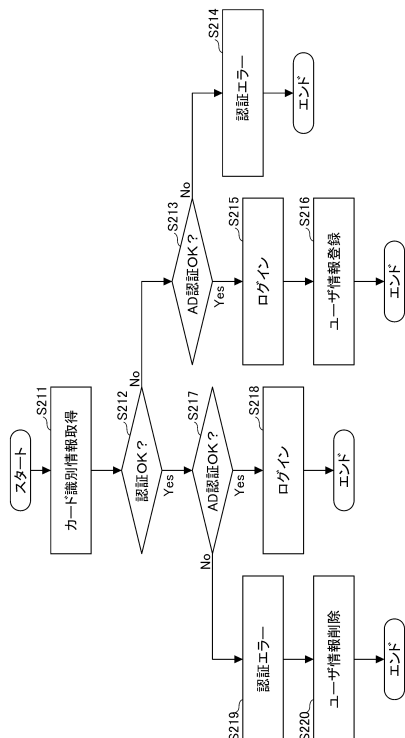 スタート
S211
カード識別情報取得
S212
認証OK?
No
Yes
S213
AD認証OK?
No
Yes
S214
認証エラー
エンド
S215
ログイン
S216
ユーザ情報登録
エンド
S217
AD認証OK?
No
Yes
S218
ログイン
エンド
S219
認証エラー
S220
ユーザ情報削除
エンド